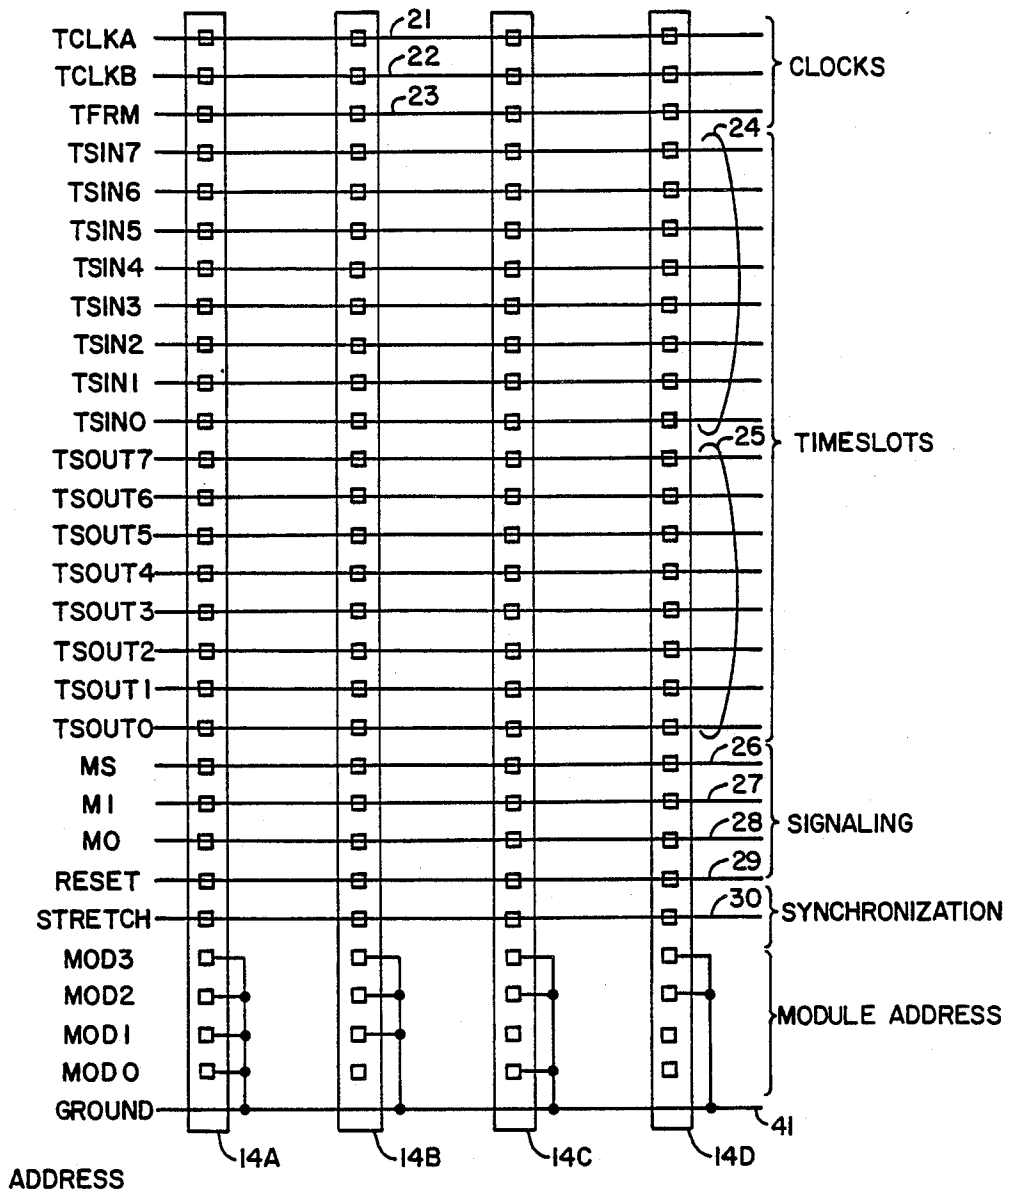 TCLKA
21
TCLKB
22
CLOCKS
TFRM
23
TSIN7
24
TSIN6
TSIN5
TSIN4
TSIN3
TSIN2
TSIN1
TSIN0
TSOUT7
25
TIMESLOTS
TSOUT6
TSOUT5
TSOUT4
TSOUT3
TSOUT2
TSOUT1
TSOUT0
MS
26
MI
27
MO
28
SIGNALING
RESET
29
STRETCH
30
SYNCHRONIZATION
MOD3
MOD2
MODULE ADDRESS
MOD1
MOD0
GROUND
41
14A
14B
14C
14D
ADDRESS